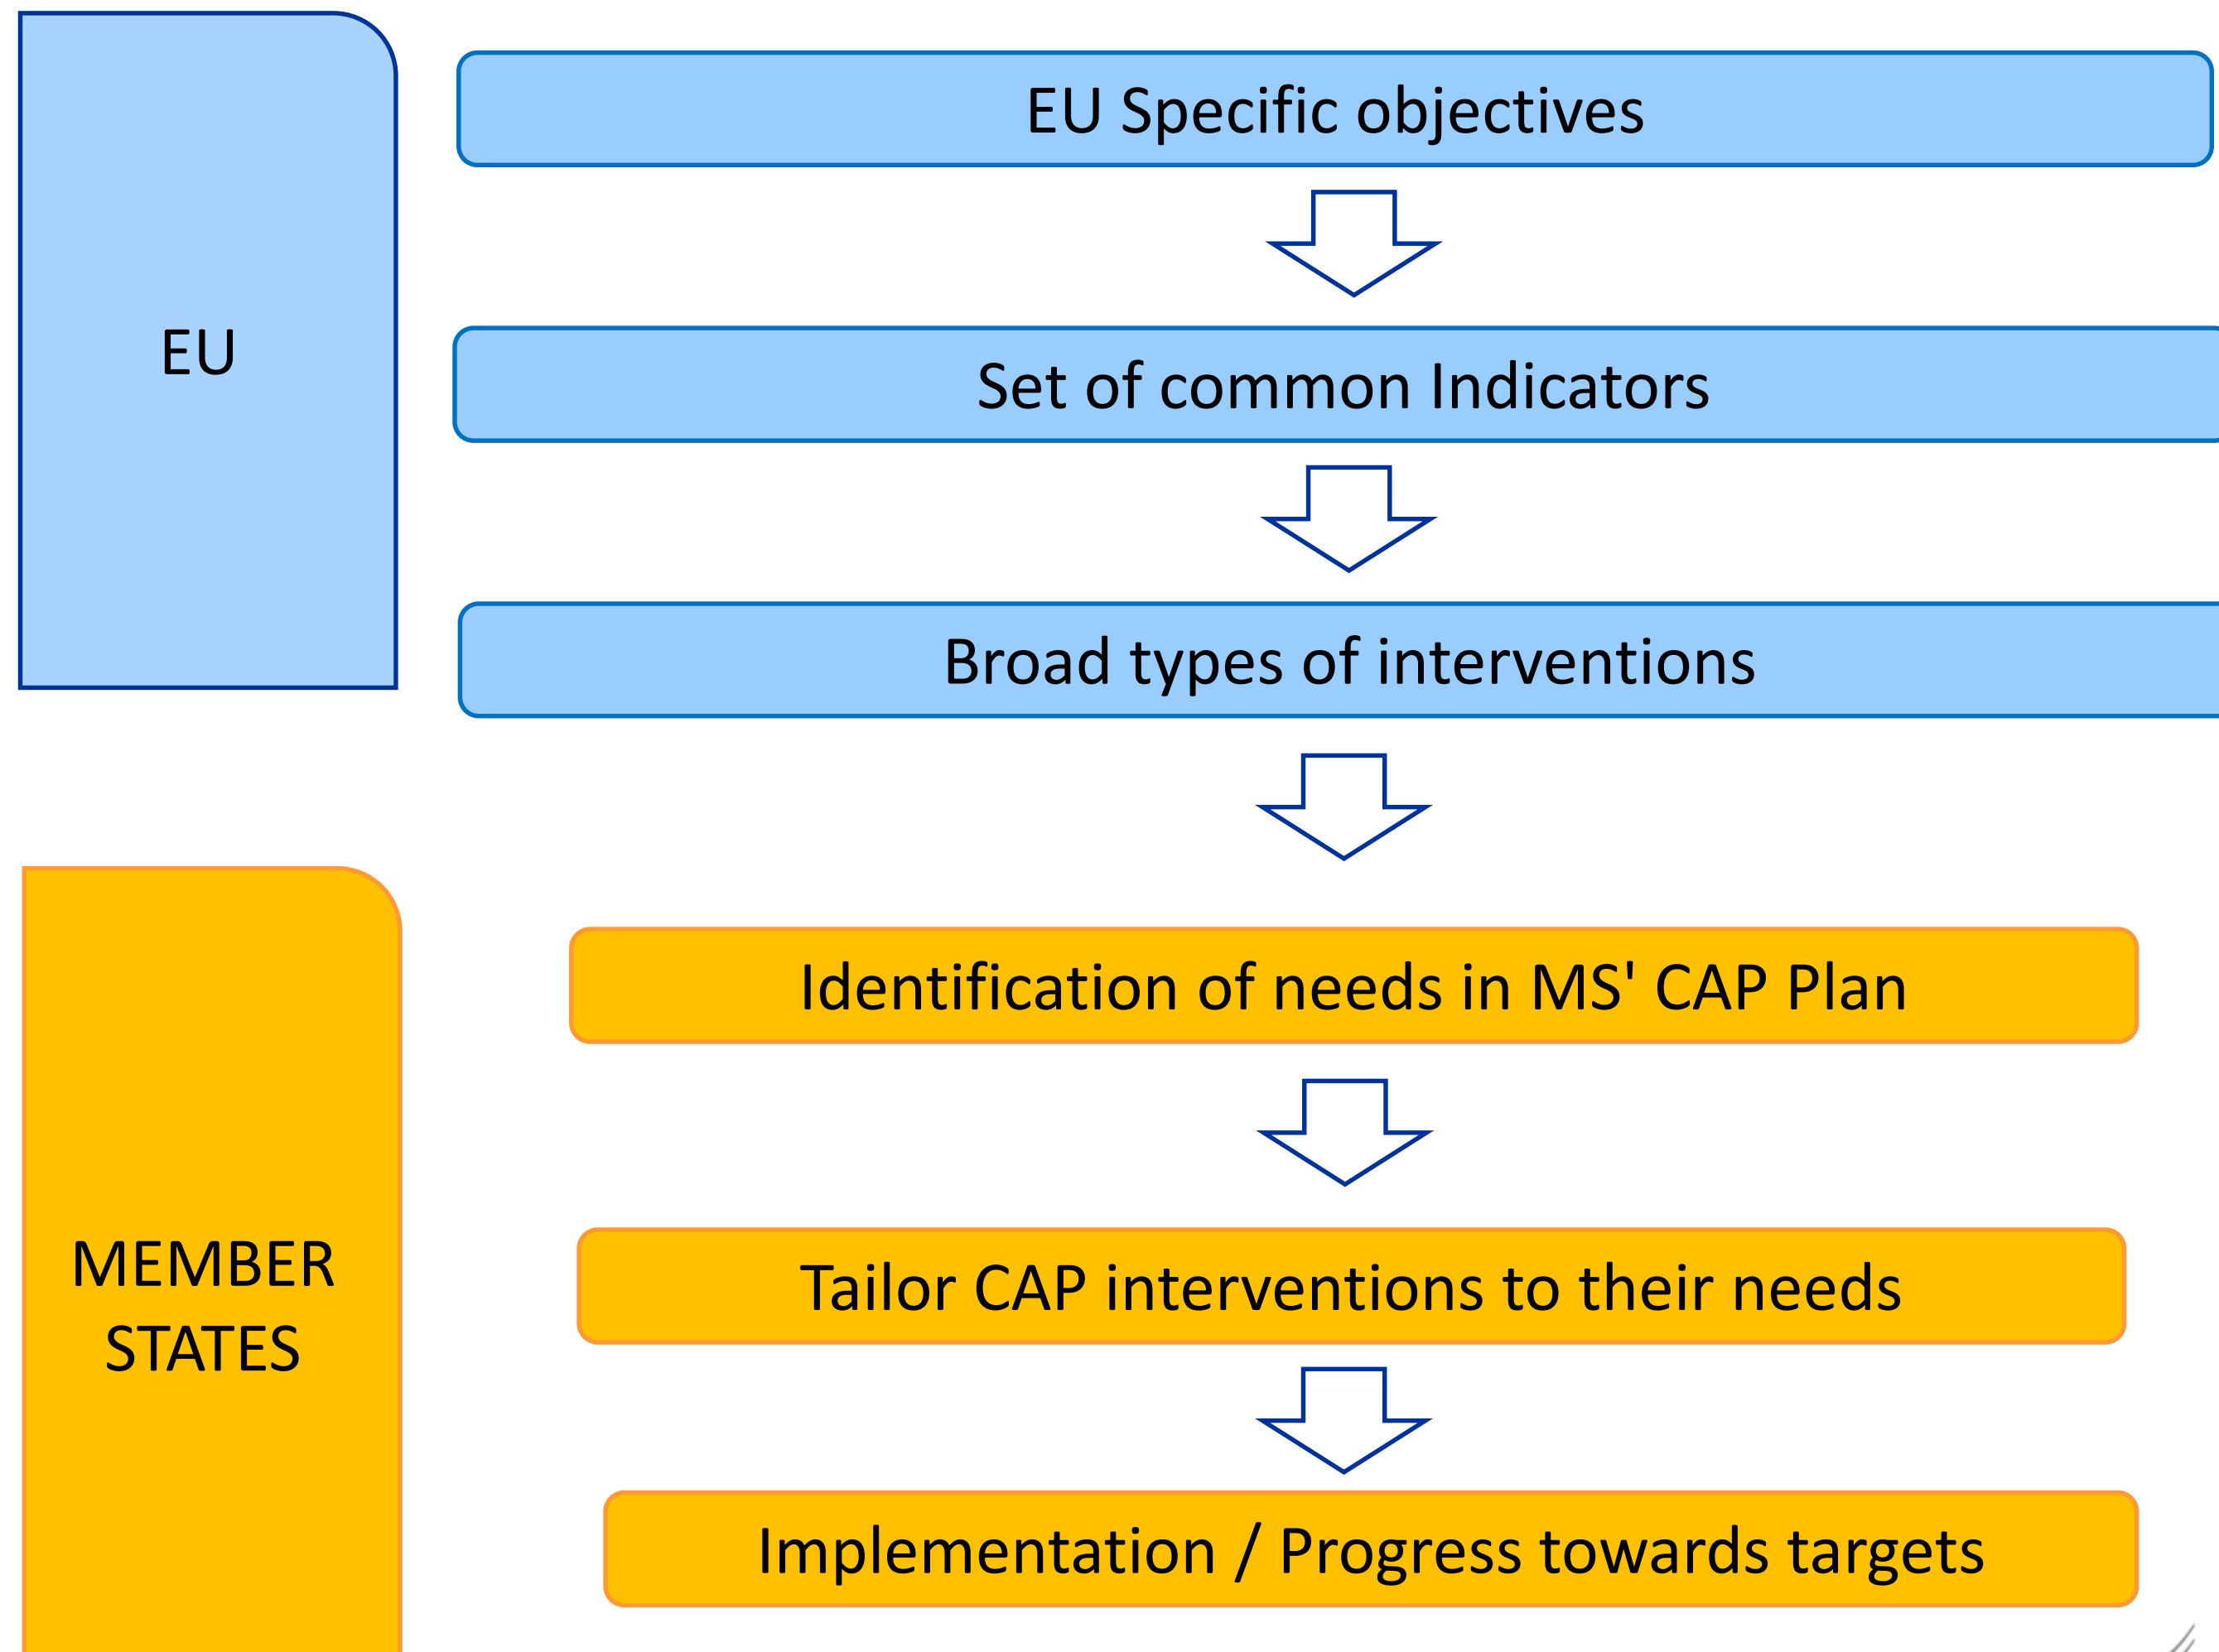 EU
EU Specific objectives
Set of common Indicators
Broad types of interventions
MEMBER
STATES
Identification of needs in MS' CAP Plan
Tailor CAP interventions to their needs
Implementation / Progress towards target